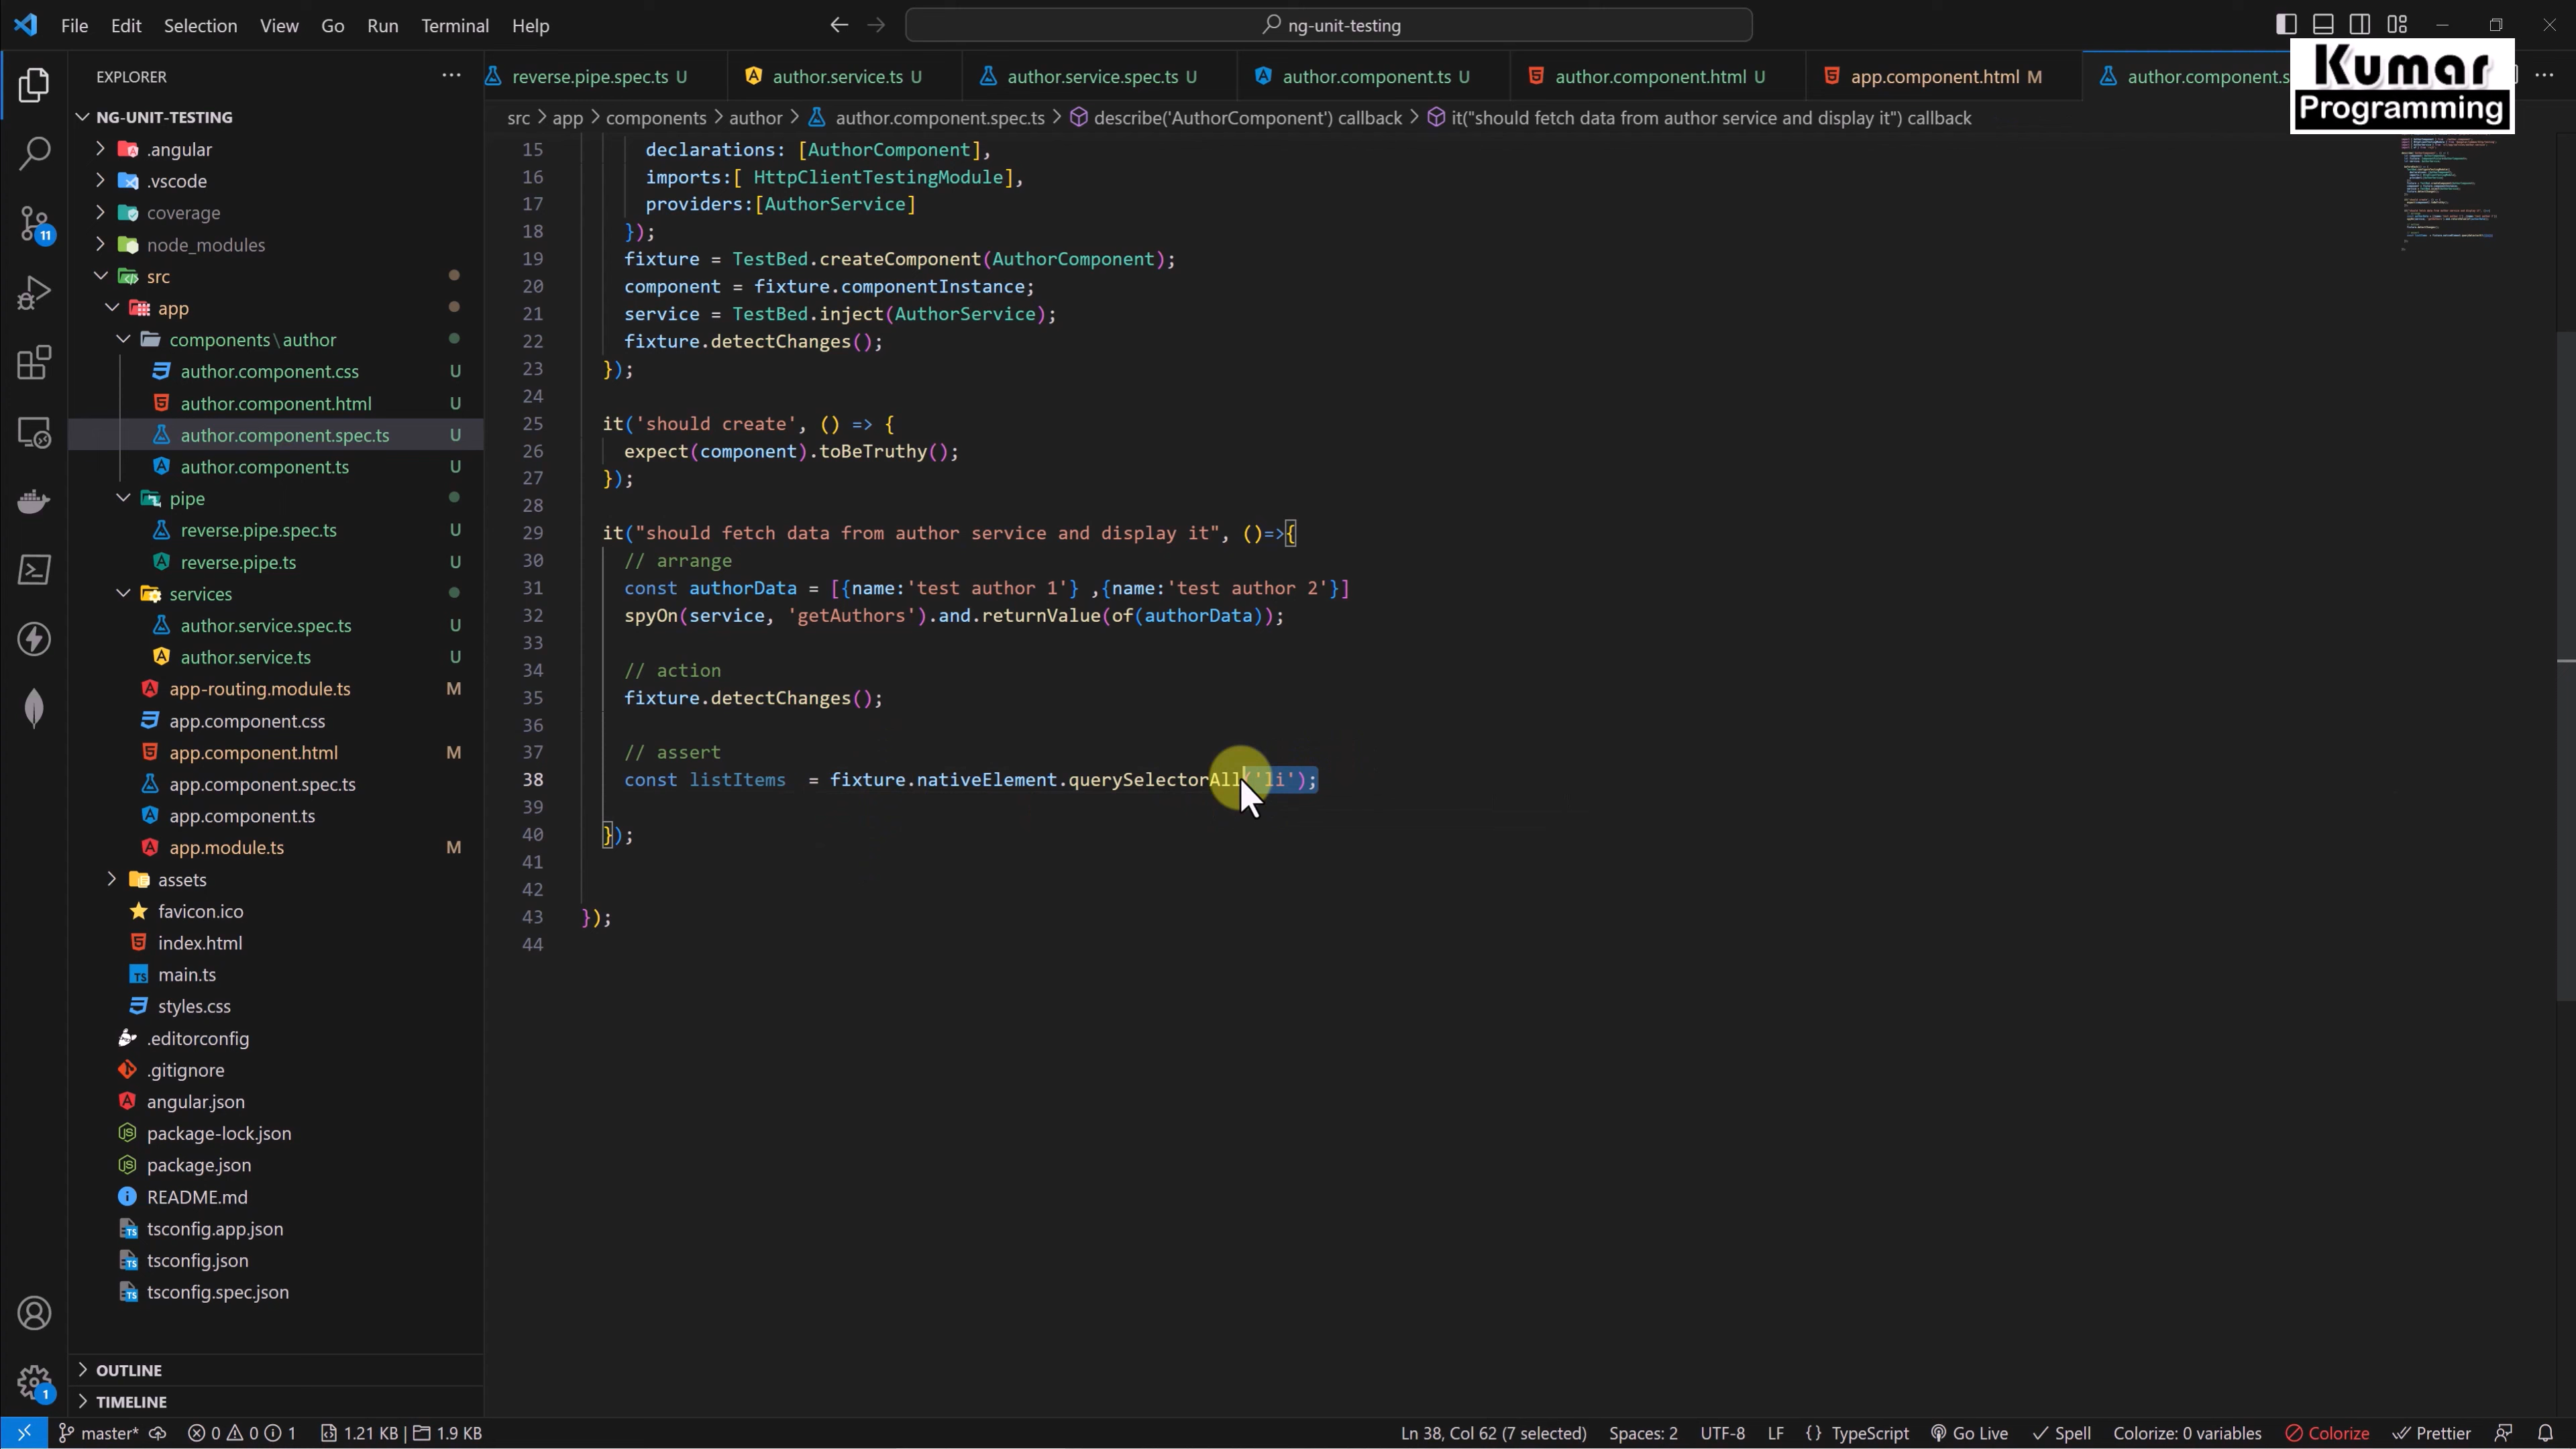 File Edit Selection View Go Run Terminal Help
ng-unit-testing
Kumar
Programming
EXPLORER
reverse.pipe.spec.ts U
author.service.ts U
author.service.spec.ts U
author.component.ts U
author.component.html U
app.component.html M
author.component.s
src > app > components > author > author.component.spec.ts > describe('AuthorComponent') callback > it("should fetch data from author service and display it") callback
NG-UNIT-TESTING
.angular
.vscode
coverage
11
node_modules
src
app
components\author
author.component.css U
author.component.html U
author.component.spec.ts U
author.component.ts U
pipe
reverse.pipe.spec.ts U
reverse.pipe.ts U
services
author.service.spec.ts U
author.service.ts U
app-routing.module.ts M
app.component.css
app.component.html M
app.component.spec.ts
app.component.ts
app.module.ts M
assets
favicon.ico
index.html
main.ts
styles.css
.editorconfig
.gitignore
angular.json
package-lock.json
package.json
README.md
tsconfig.app.json
tsconfig.json
tsconfig.spec.json
OUTLINE
1
TIMELINE
15 declarations: [AuthorComponent],
16 imports:[ HttpClientTestingModule],
17 providers:[AuthorService]
18 });
19 fixture = TestBed.createComponent(AuthorComponent);
20 component = fixture.componentInstance;
21 service = TestBed.inject(AuthorService);
22 fixture.detectChanges();
23 });
24
25 it('should create', () => {
26 expect(component).toBeTruthy();
27 });
28
29 it("should fetch data from author service and display it", ()=>{
30 // arrange
31 const authorData = [{name:'test author 1'} ,{name:'test author 2'}]
32 spyOn(service, 'getAuthors').and.returnValue(of(authorData));
33
34 // action
35 fixture.detectChanges();
36
37 // assert
38 const listItems  = fixture.nativeElement.querySelectorAll('li');
39
40 });
41
42
43 });
44
master* 0 0 1 1.21 KB | 1.9 KB Ln 38, Col 62 (7 selected) Spaces: 2 UTF-8 LF {} TypeScript Go Live Spell Colorize: 0 variables Colorize Prettier